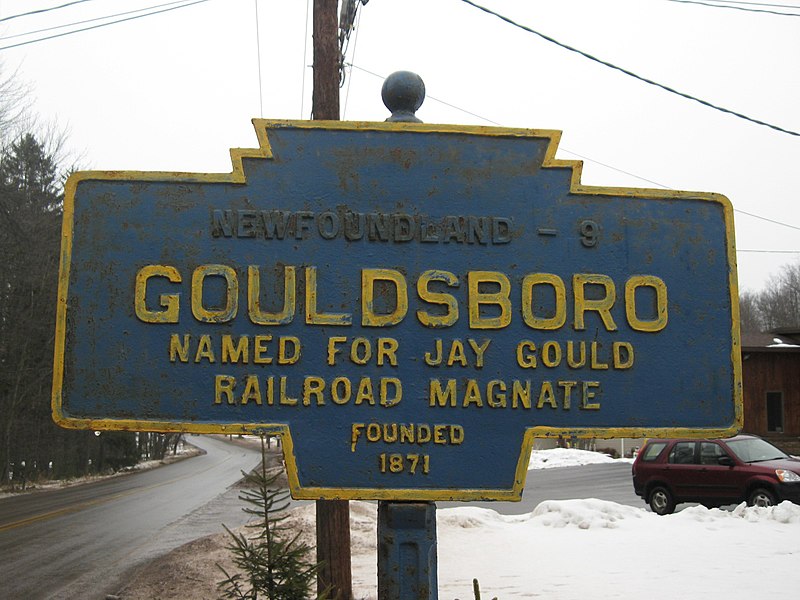 NEWFOUNDLAND - 9
GOULDSBORO
NAMED FOR JAY GOULD
RAILROAD MAGNATE
FOUNDED
1871